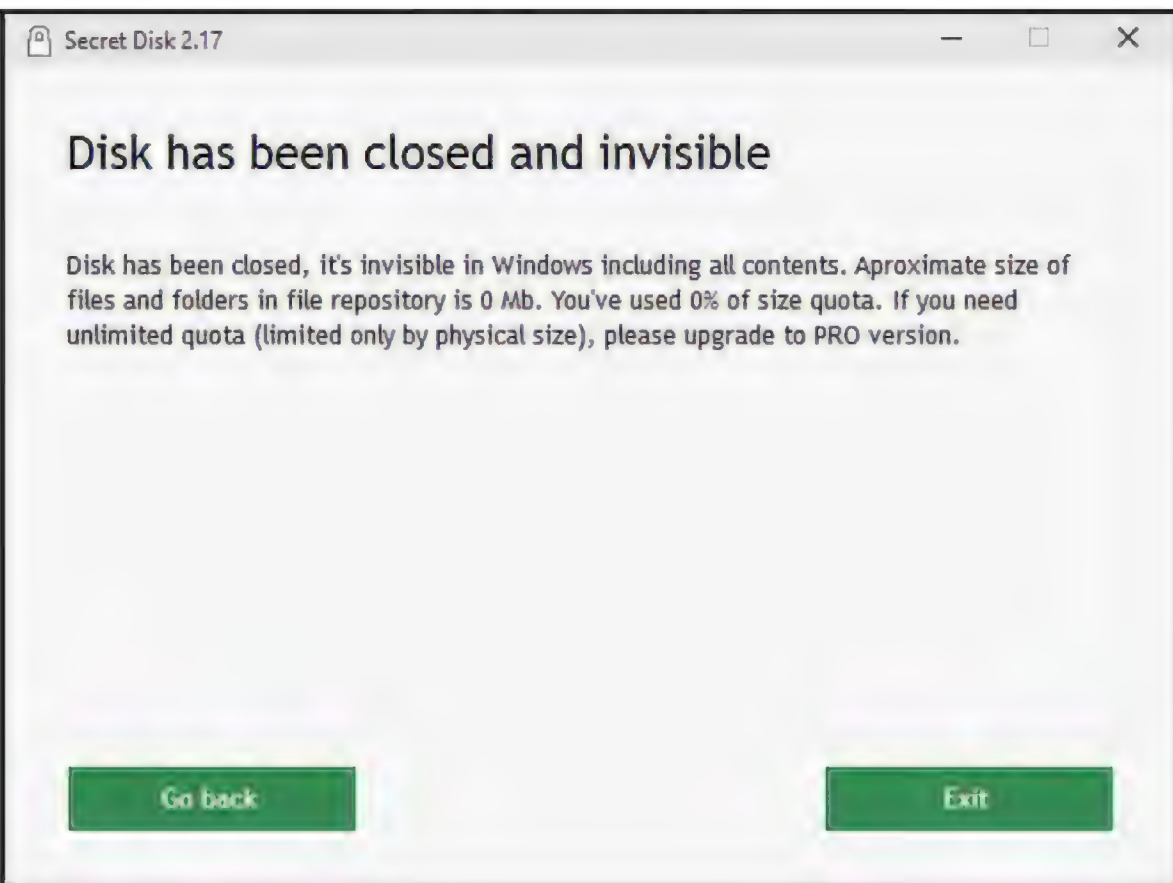 Secret Disk 2.17
Disk has been closed and invisible
Disk has been closed, it's invisible in Windows including all contents. Aproximate size of
files and folders in file repository is 0 Mb. You've used 0% of size quota. If you need
unlimited quota (limited only by physical size), please upgrade to PRO version.
Go back
Exit